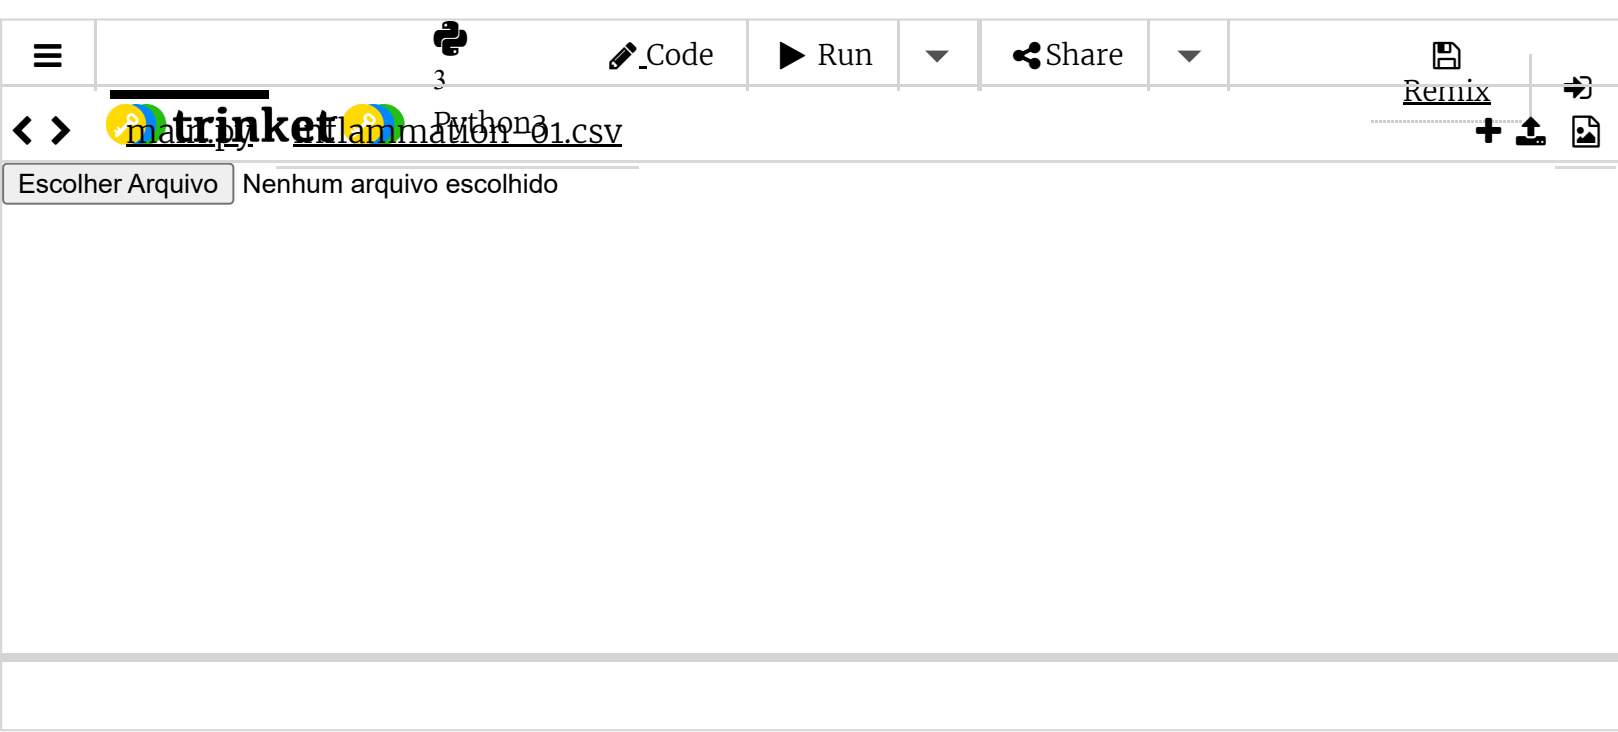 Code Run Share
3
Remix
main.py trinket inflammation-01.csv
Python3
Escolher Arquivo Nenhum arquivo escolhido